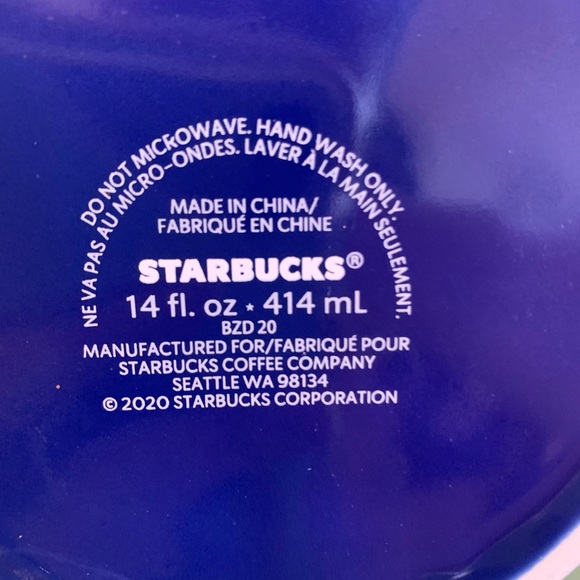 DO NOT MICROWAVE. HAND WASH ONLY.
NE VA PAS AU MICRO-ONDES. LAVER À LA MAIN SEULEMENT.
MADE IN CHINA/
FABRIQUÉ EN CHINE
STARBUCKS®
14 fl. oz ★ 414 mL
BZD 20
MANUFACTURED FOR/FABRIQUÉ POUR
STARBUCKS COFFEE COMPANY
SEATTLE WA 98134
© 2020 STARBUCKS CORPORATION